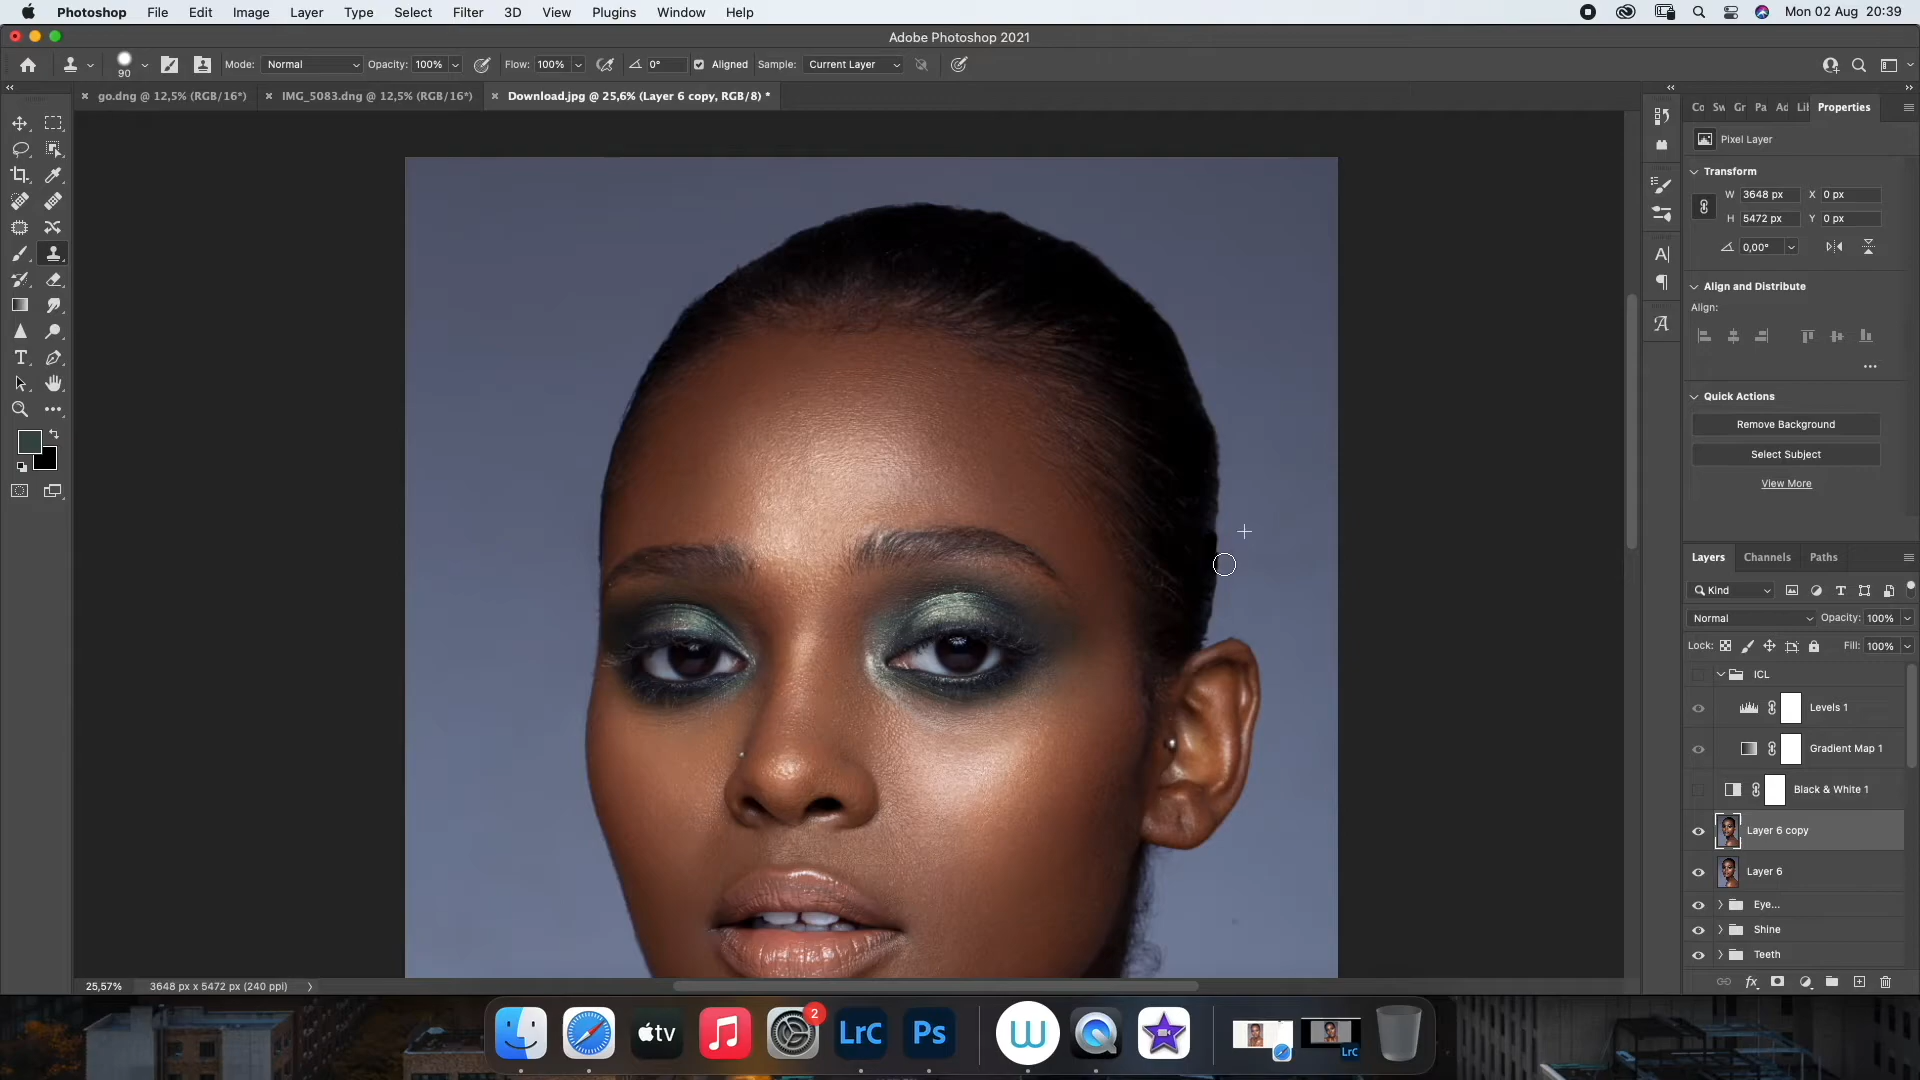 Photoshop File Edit Image Layer Type Select Filter 3D View Plugins Window Help Mon 02 Aug 20:39
Adobe Photoshop 2021
90 Mode: Normal Opacity: 100% Flow: 100% 0° Aligned Sample: Current Layer
go.dng @ 12,5% (RGB/16*) IMG_5083.dng @ 12,5% (RGB/16*) Download.jpg @ 25,6% (Layer 6 copy, RGB/8) *
Co Sw Gr Pa Ad Lib Properties
Pixel Layer
Transform
W 3648 px X 0 px
H 5472 px Y 0 px
0,00°
Align and Distribute
Align:
Quick Actions
Remove Background
Select Subject
View More
Layers Channels Paths
Kind
Normal Opacity: 100%
Lock: Fill: 100%
ICL
Levels 1
Gradient Map 1
Black & White 1
Layer 6 copy
Layer 6
Eye...
Shine
Teeth
25,57% 3648 px x 5472 px (240 ppi)
tv 2 LrC Ps W LrC